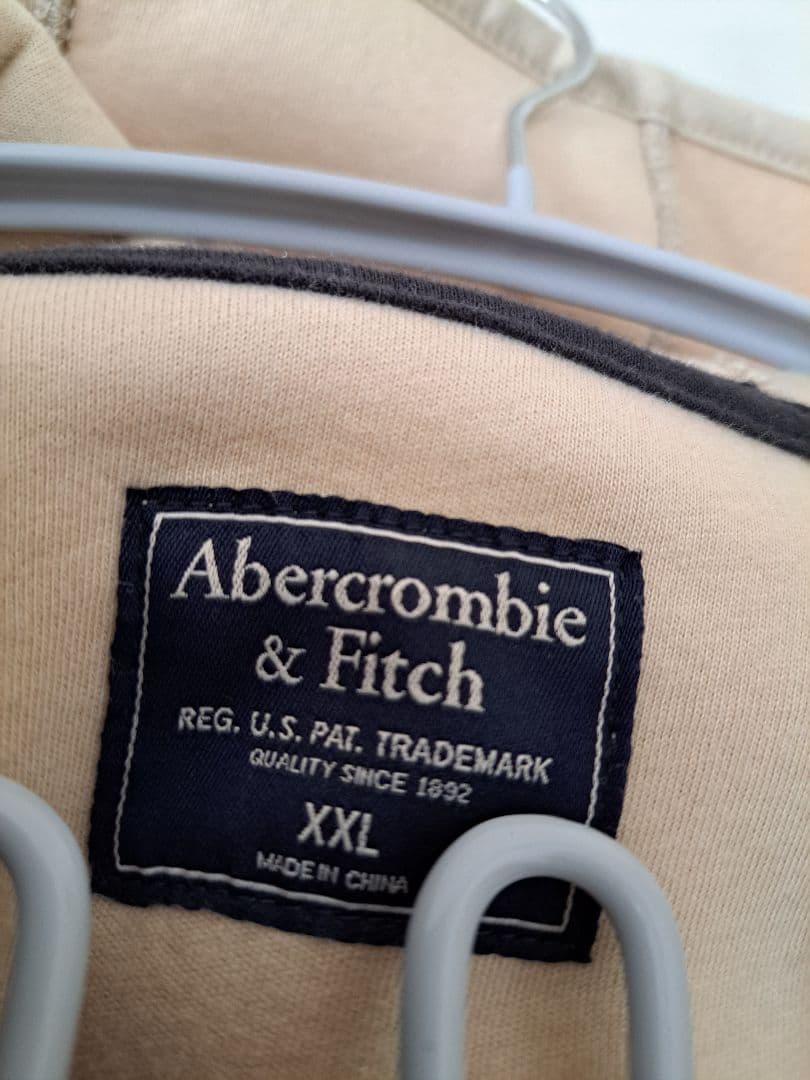 Abercrombie
& Fitch
REG. U.S. PAT. TRADEMARK
QUALITY SINCE 1892
XXL
MADE IN CHINA